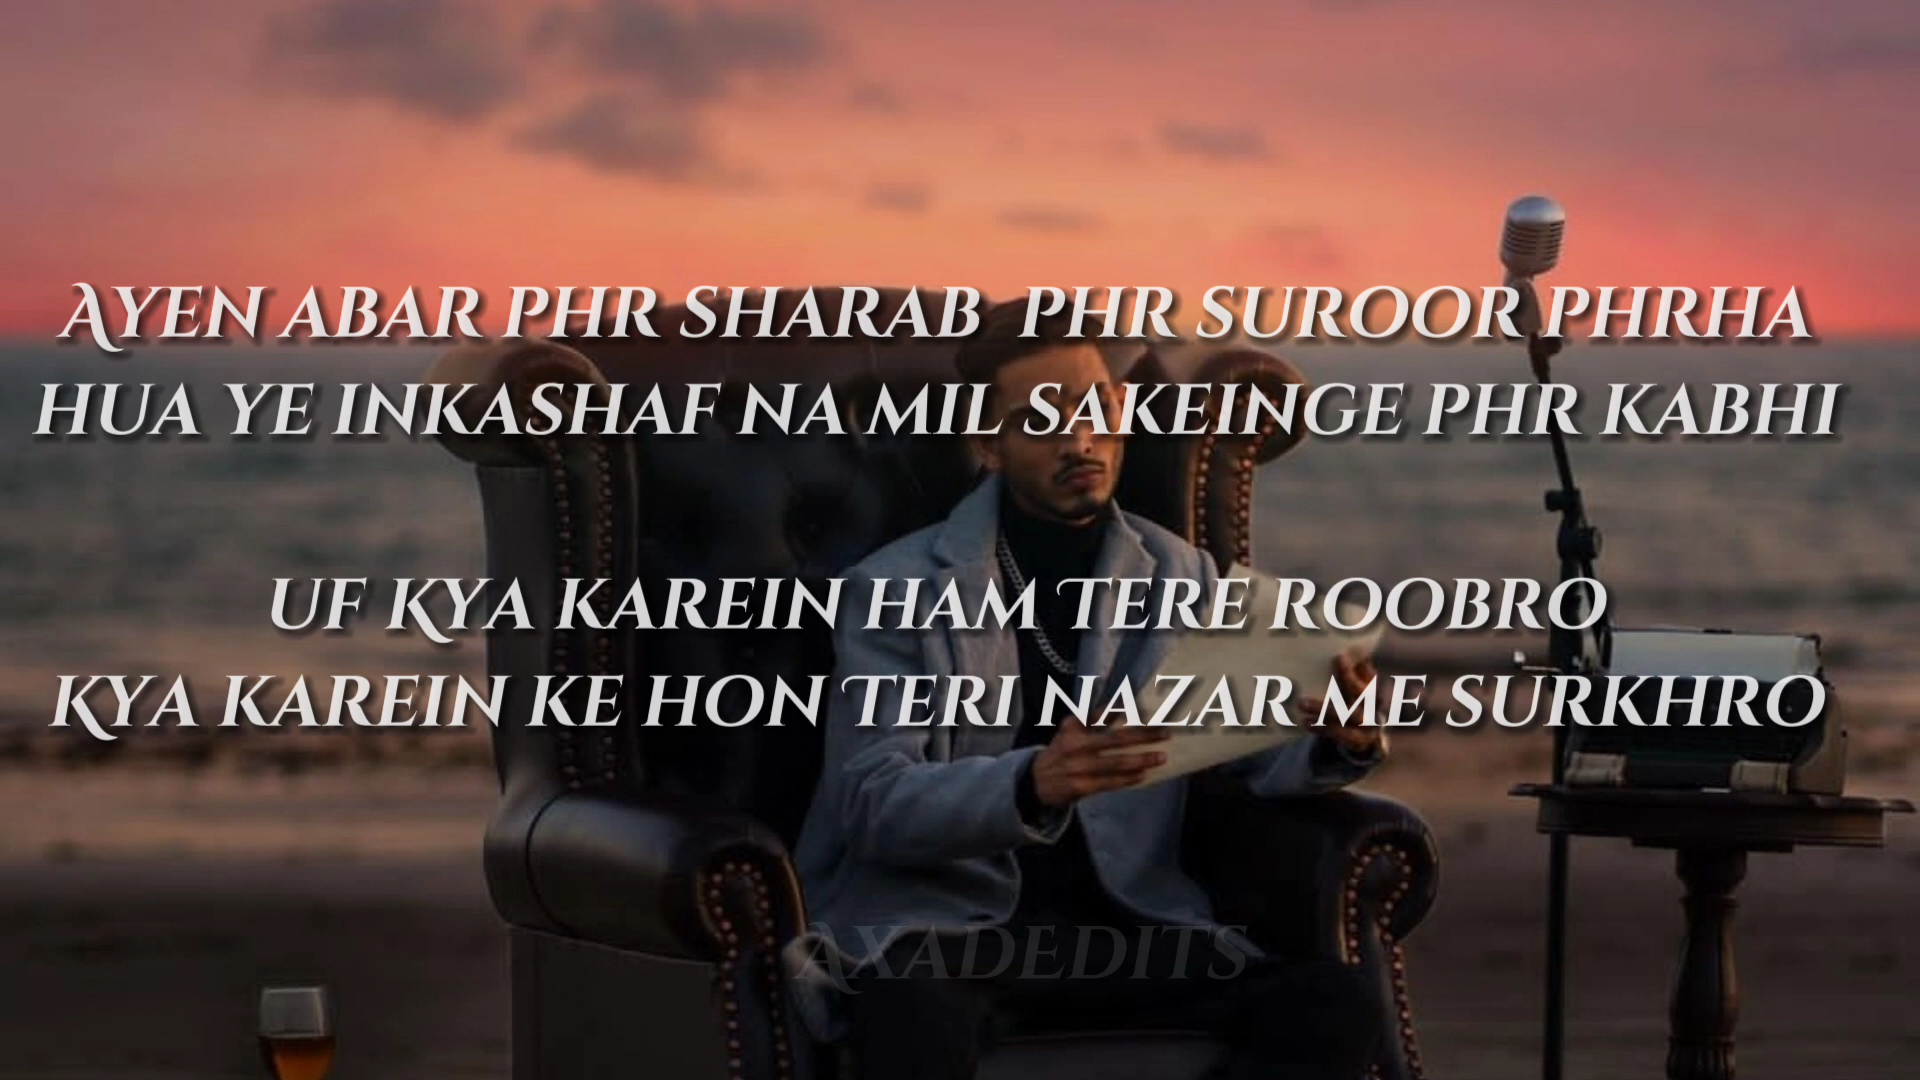 Ayen abar phr sharab phr suroor phrha
hua ye inkashaf na mil sakeinge phr kabhi
uf Kya karein ham Tere roobro
Kya karein ke hon Teri nazar me surkhro
Axadedits